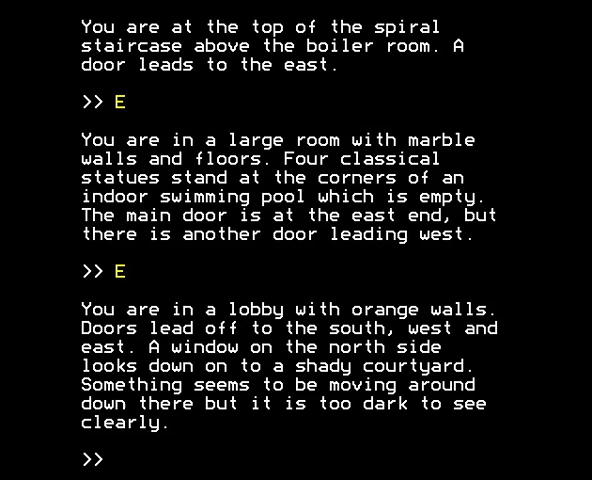 You are at the top of the spiral
staircase above the boiler room. A
door leads to the east.
>> E
You are in a large room with marble
walls and floors. Four classical
statues stand at the corners of an
indoor swimming pool which is empty.
The main door is at the east end, but
there is another door leading west.
>> E
You are in a lobby with orange walls.
Doors lead off to the south, west and
east. A window on the north side
looks down on to a shady courtyard.
Something seems to be moving around
down there but it is too dark to see
clearly.
>>